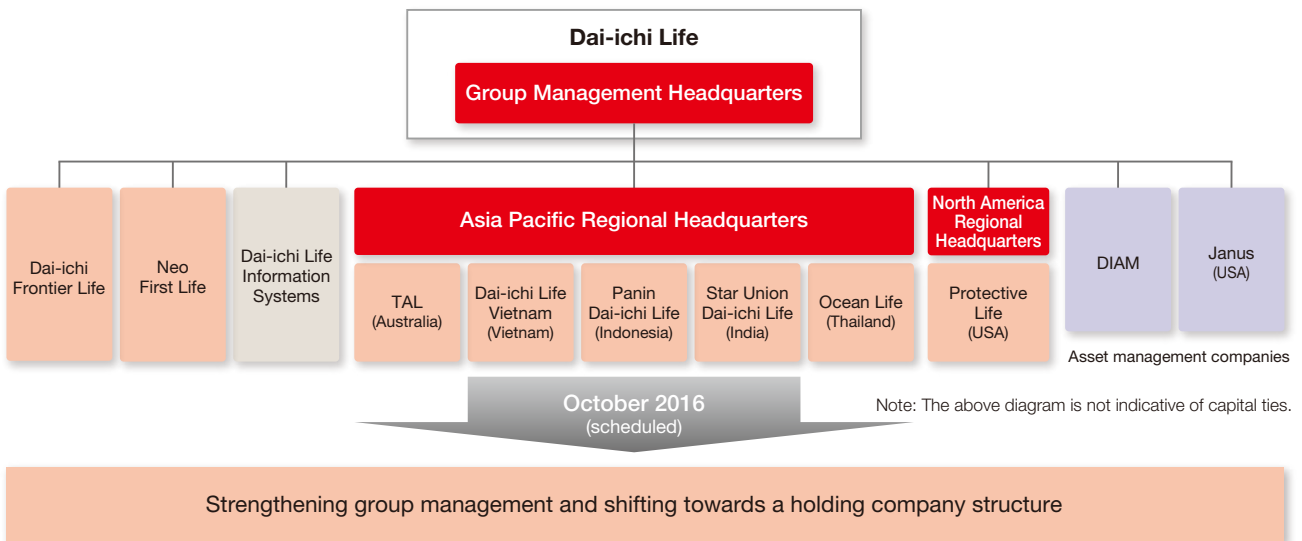 Dai-ichi Life
Group Management Headquarters
Dai-ichi
Frontier Life
Neo
First Life
Dai-ichi Life
Information
Systems
Asia Pacific Regional Headquarters
TAL
(Australia)
Dai-ichi Life
Vietnam
(Vietnam)
Panin
Dai-ichi Life
(Indonesia)
Star Union
Dai-ichi Life
(India)
Ocean Life
(Thailand)
North America
Regional
Headquarters
Protective
Life
(USA)
DIAM
Janus
(USA)
Asset management companies
October 2016
(scheduled)
Note: The above diagram is not indicative of capital ties.
Strengthening group management and shifting towards a holding company structure